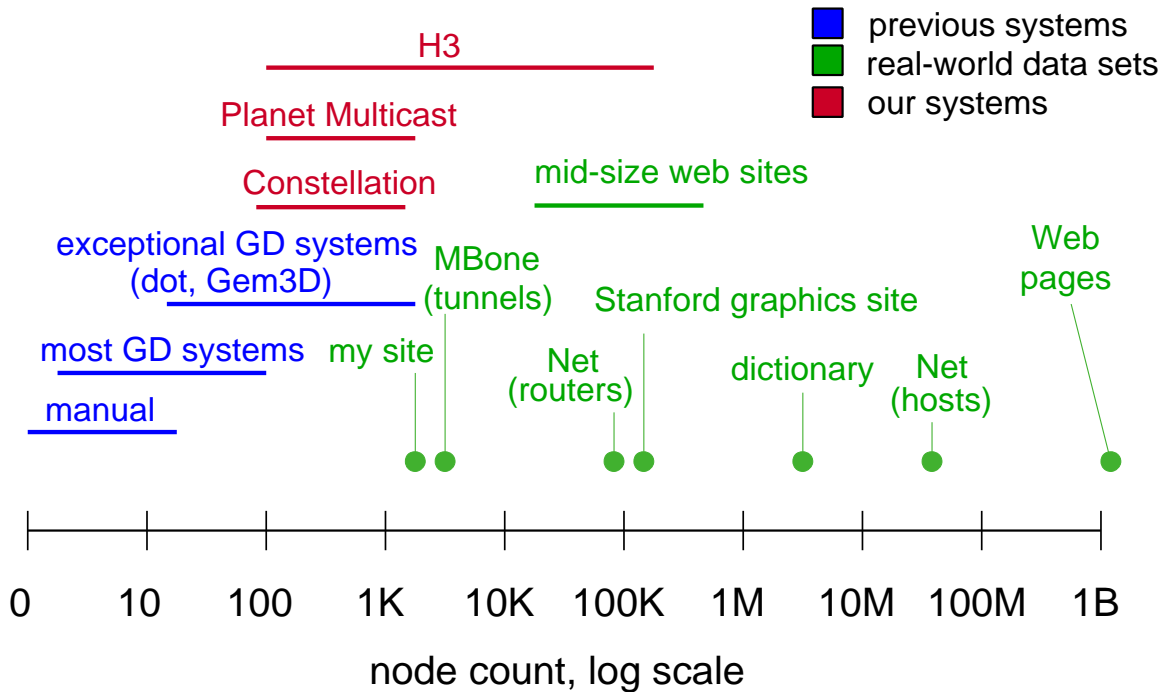 previous systems
real-world data sets
our systems
H3
Planet Multicast
Constellation
mid-size web sites
exceptional GD systems
(dot, Gem3D)
MBone
(tunnels)
Stanford graphics site
Web
pages
most GD systems
my site
Net
(routers)
dictionary
Net
(hosts)
manual
0 10 100 1K 10K 100K 1M 10M 100M 1B
node count, log scale